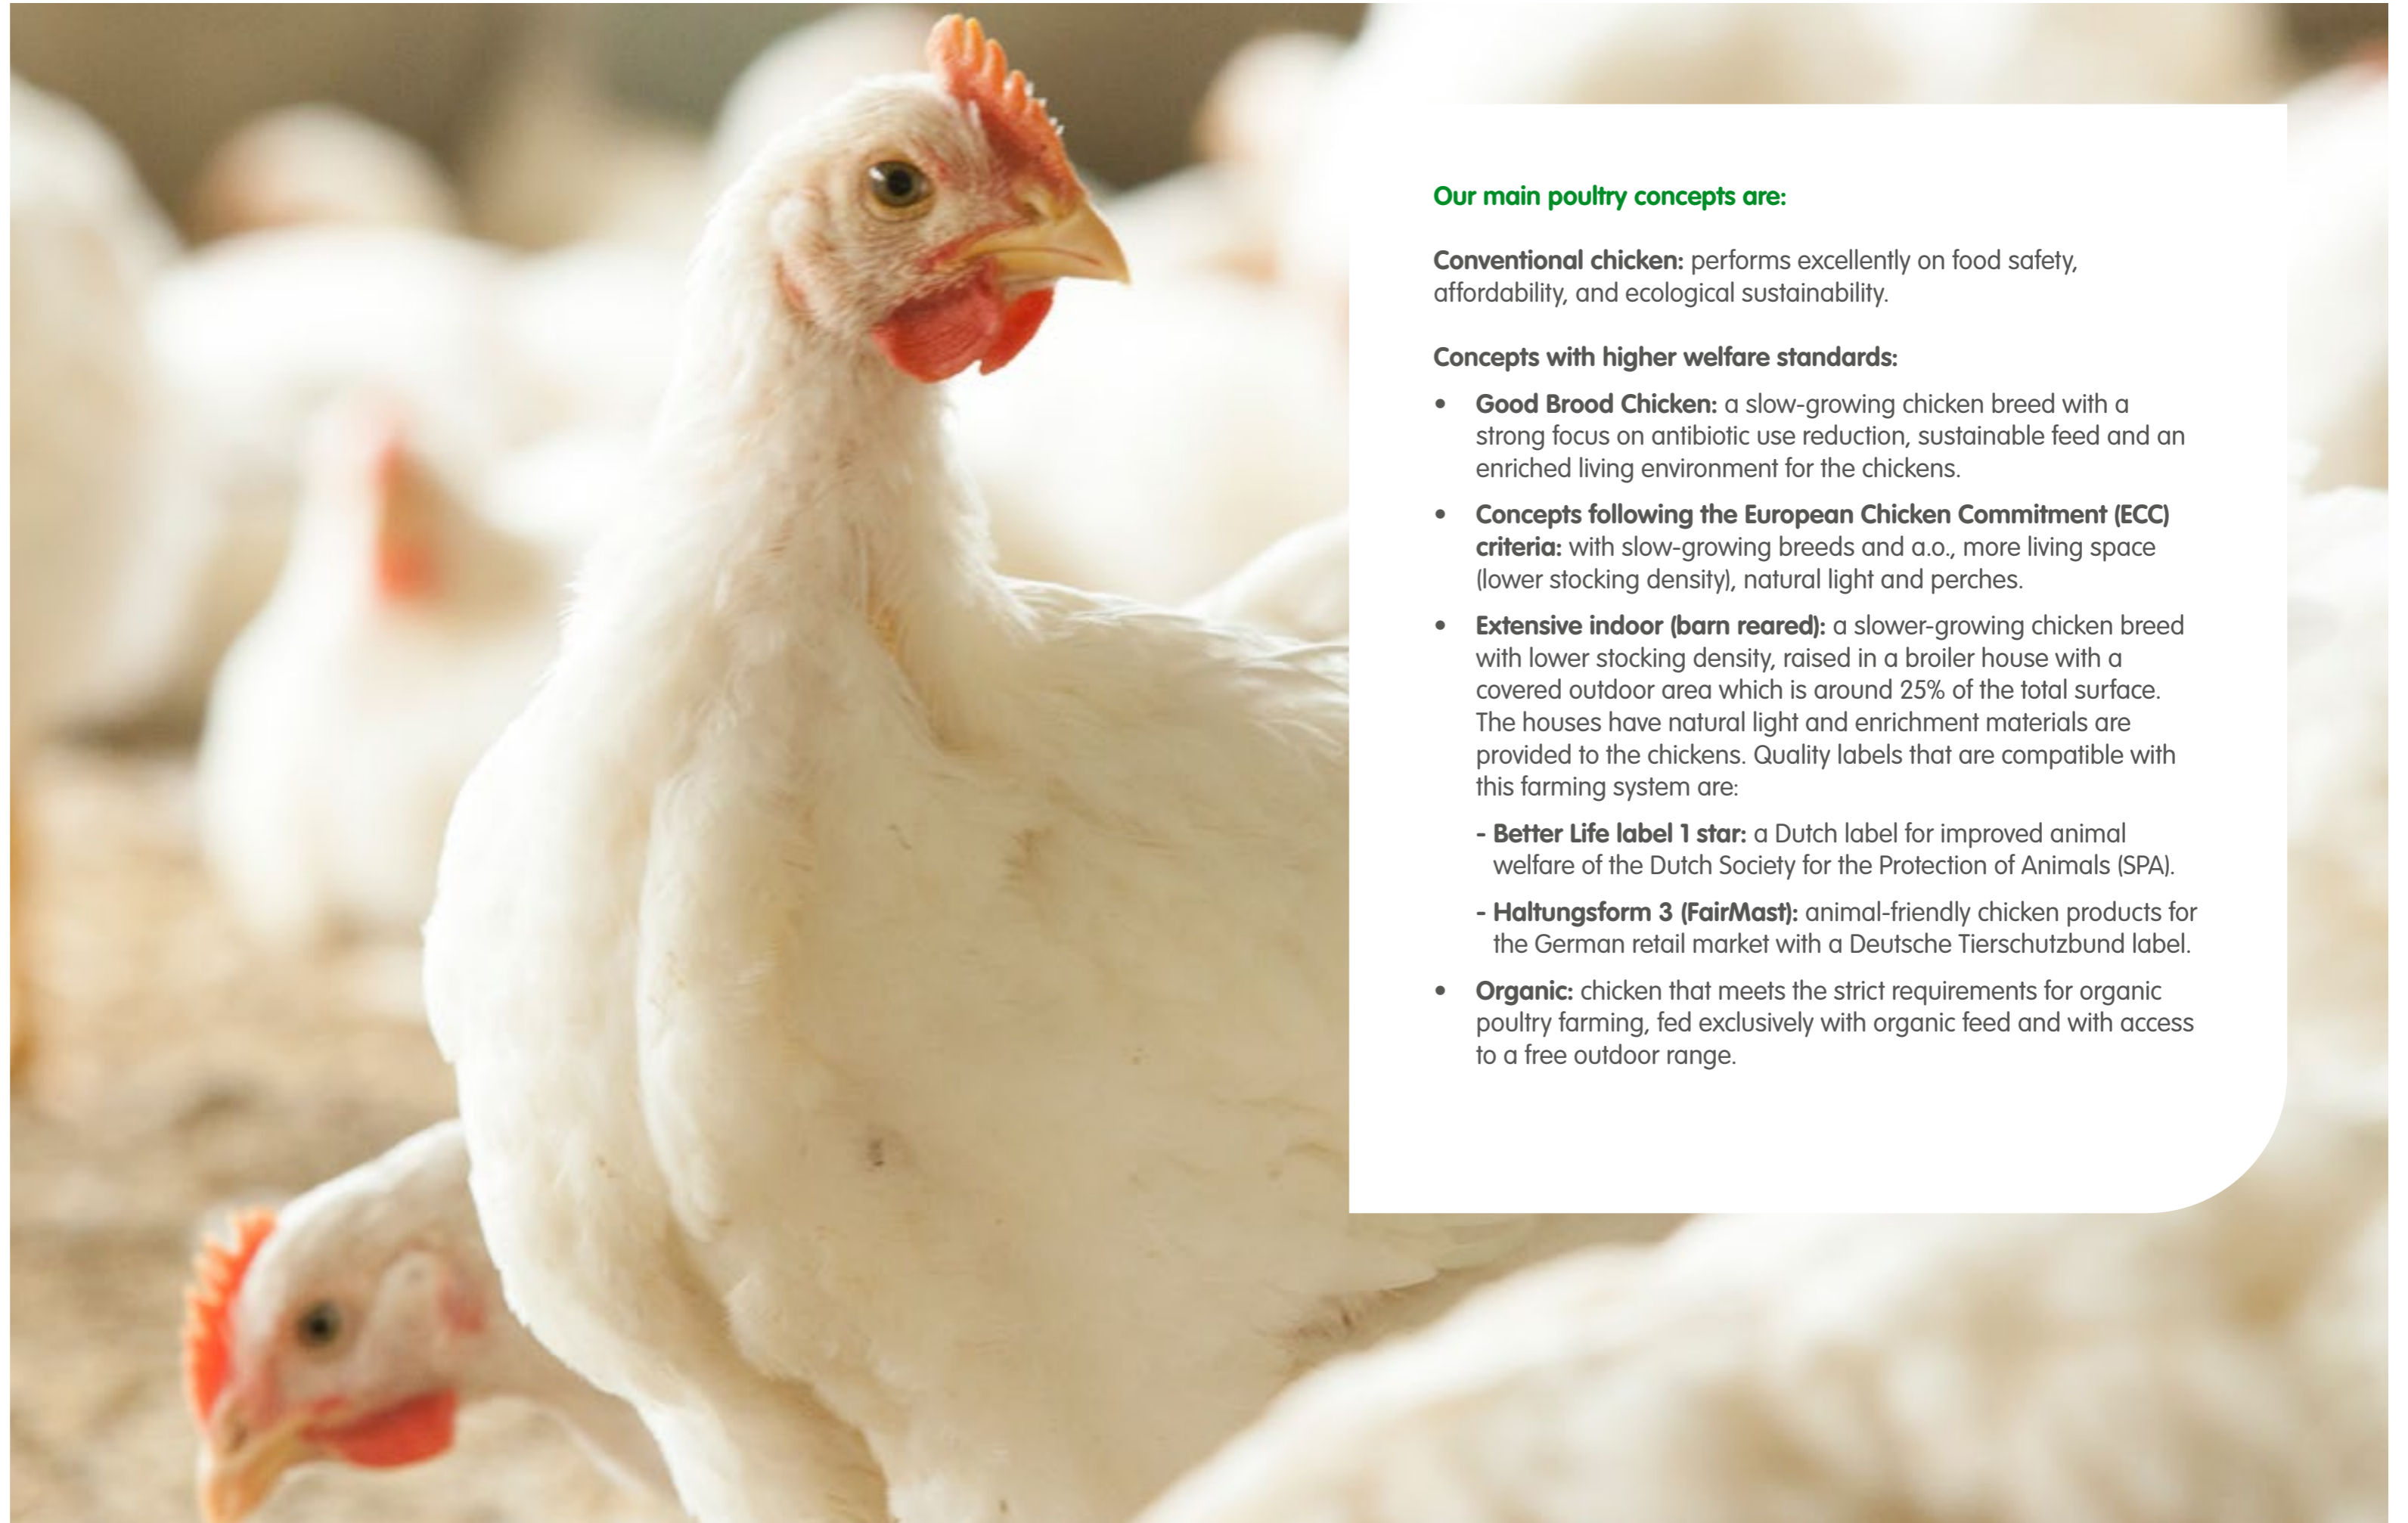 Our main poultry concepts are:
Conventional chicken: performs excellently on food safety,
affordability, and ecological sustainability.
Concepts with higher welfare standards:
• Good Brood Chicken: a slow-growing chicken breed with a
strong focus on antibiotic use reduction, sustainable feed and an
enriched living environment for the chickens.
• Concepts following the European Chicken Commitment (ECC)
criteria: with slow-growing breeds and a.o., more living space
(lower stocking density), natural light and perches.
• Extensive indoor (barn reared): a slower-growing chicken breed
with lower stocking density, raised in a broiler house with a
covered outdoor area which is around 25% of the total surface.
The houses have natural light and enrichment materials are
provided to the chickens. Quality labels that are compatible with
this farming system are:
- Better Life label 1 star: a Dutch label for improved animal
welfare of the Dutch Society for the Protection of Animals (SPA).
- Haltungsform 3 (FairMast): animal-friendly chicken products for
the German retail market with a Deutsche Tierschutzbund label.
• Organic: chicken that meets the strict requirements for organic
poultry farming, fed exclusively with organic feed and with access
to a free outdoor range.